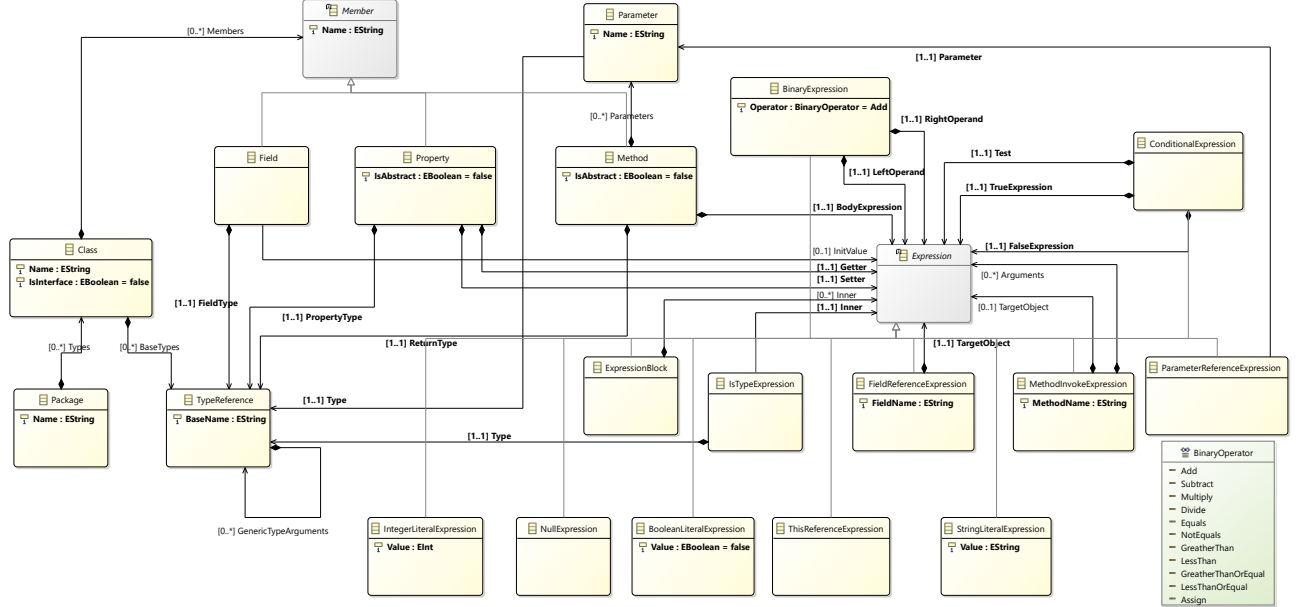 Member
Name : EString
Parameter
Name : EString
[0..*] Members
[1..1] Parameter
BinaryExpression
Operator : BinaryOperator = Add
[0..*] Parameters
[1..1] RightOperand
ConditionalExpression
[1..1] Test
[1..1] TrueExpression
[1..1] LeftOperand
Field
Property
IsAbstract : EBoolean = false
Method
IsAbstract : EBoolean = false
[1..1] BodyExpression
Class
Name : EString
IsInterface : EBoolean = false
[0..1] InitValue
[1..1] Getter
[1..1] Setter
[0..*] Inner
[1..1] Inner
Expression
[1..1] FalseExpression
[0..*] Arguments
[0..1] TargetObject
[1..1] FieldType
[1..1] PropertyType
[1..1] ReturnType
[1..1] TargetObject
[0..*] Types
[0..*] BaseTypes
Package
Name : EString
TypeReference
BaseName : EString
[1..1] Type
[1..1] Type
ExpressionBlock
IsTypeExpression
FieldReferenceExpression
FieldName : EString
MethodInvokeExpression
MethodName : EString
ParameterReferenceExpression
[0..*] GenericTypeArguments
IntegerLiteralExpression
Value : EInt
NullExpression
BooleanLiteralExpression
Value : EBoolean = false
ThisReferenceExpression
StringLiteralExpression
Value : EString
BinaryOperator
Add
Subtract
Multiply
Divide
Equals
NotEquals
GreatherThan
LessThan
GreatherThanOrEqual
LessThanOrEqual
Assign